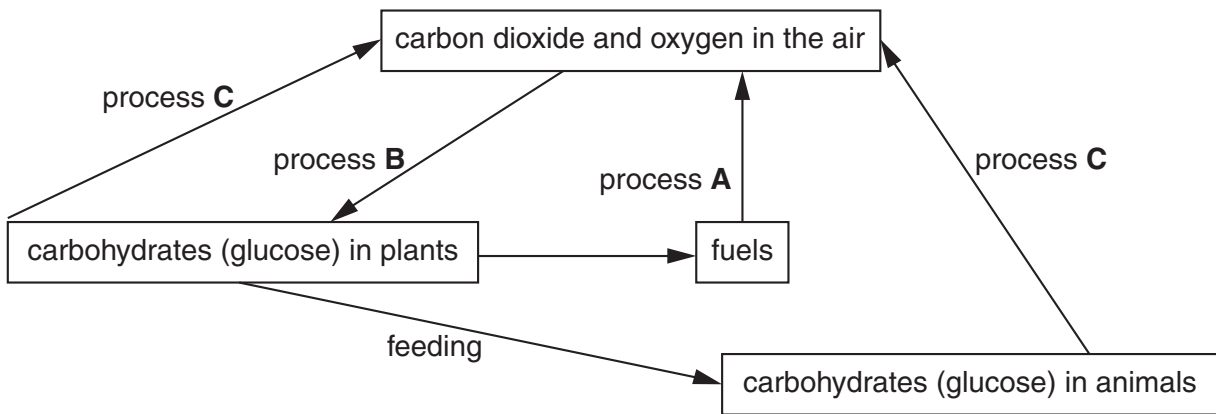 carbon dioxide and oxygen in the air
process C
process B
process A
process C
carbohydrates (glucose) in plants
fuels
feeding
carbohydrates (glucose) in animals